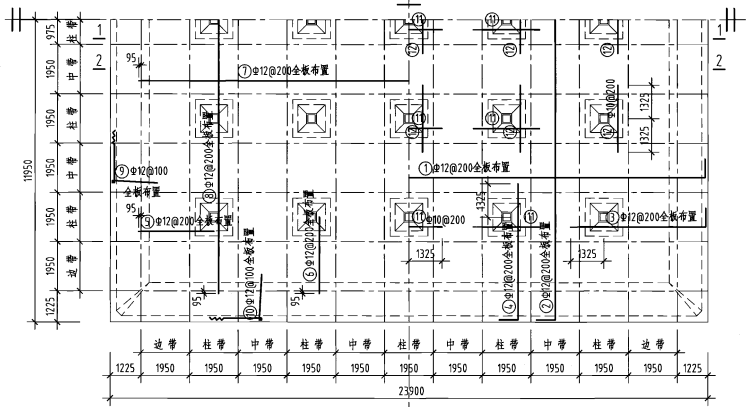 11 11
1 1
2 2
12 12 12
95
⑦Φ12@200全板布置
975 柱带
1950 中带
1950 柱带
1950 中带
1950 柱带
1950 边带
1225
11950
⑧Φ12@200全板布置
11 11
12 12 12
Φ10@200
1325
1325
⑨Φ12@100
全板布置
①Φ12@200全板布置
95
⑤Φ12@200全板布置
⑥Φ12@200全板布置
1325
⑪Φ10@200
⑪
③Φ12@200全板布置
1325 1325
⑩Φ12@100全板布置
④Φ12@200全板布置
②Φ12@200全板布置
95 95
边带 柱带 中带 柱带 中带 柱带 中带 柱带 中带 柱带 边带
1225 1950 1950 1950 1950 1950 1950 1950 1950 1950 1950 1950 1225
23900